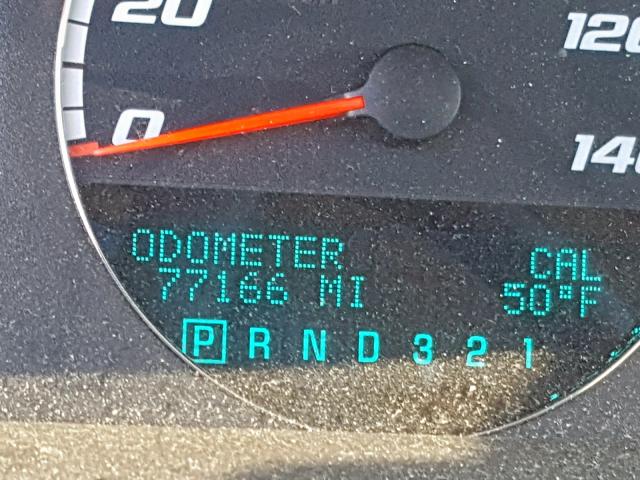 20
120
0
140
ODOMETER CAL
77166 MI 50°F
P R N D 3 2 1